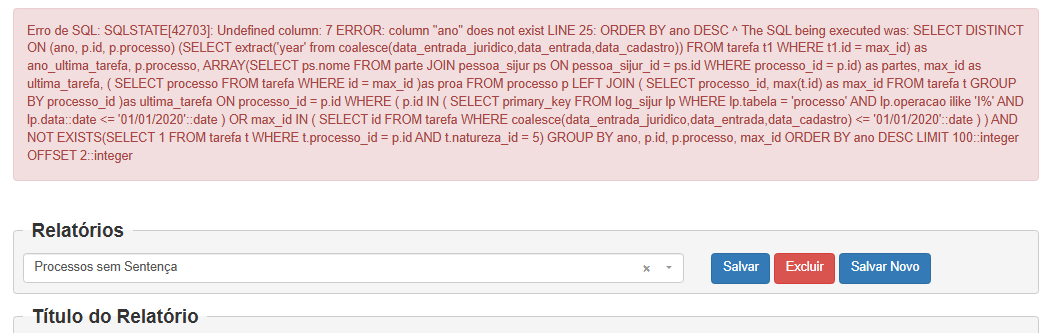 Erro de SQL: SQLSTATE[42703]: Undefined column: 7 ERROR: column "ano" does not exist LINE 25: ORDER BY ano DESC ^ The SQL being executed was: SELECT DISTINCT
ON (ano, p.id, p.processo) (SELECT extract('year' from coalesce(data_entrada_juridico,data_entrada,data_cadastro)) FROM tarefa t1 WHERE t1.id = max_id) as
ano_ultima_tarefa, p.processo, ARRAY(SELECT ps.nome FROM parte JOIN pessoa_sijur ps ON pessoa_sijur_id = ps.id WHERE processo_id = p.id) as partes, max_id as
ultima_tarefa, ( SELECT processo FROM tarefa WHERE id = max_id )as proa FROM processo p LEFT JOIN ( SELECT processo_id, max(t.id) as max_id FROM tarefa t GROUP
BY processo_id )as ultima_tarefa ON processo_id = p.id WHERE ( p.id IN ( SELECT primary_key FROM log_sijur lp WHERE lp.tabela = 'processo' AND lp.operacao ilike 'I%' AND
lp.data::date <= '01/01/2020'::date ) OR max_id IN ( SELECT id FROM tarefa WHERE coalesce(data_entrada_juridico,data_entrada,data_cadastro) <= '01/01/2020'::date ) ) AND
NOT EXISTS(SELECT 1 FROM tarefa t WHERE t.processo_id = p.id AND t.natureza_id = 5) GROUP BY ano, p.id, p.processo, max_id ORDER BY ano DESC LIMIT 100::integer
OFFSET 2::integer
Relatórios
Processos sem Sentença × Salvar Excluir Salvar Novo
Título do Relatório